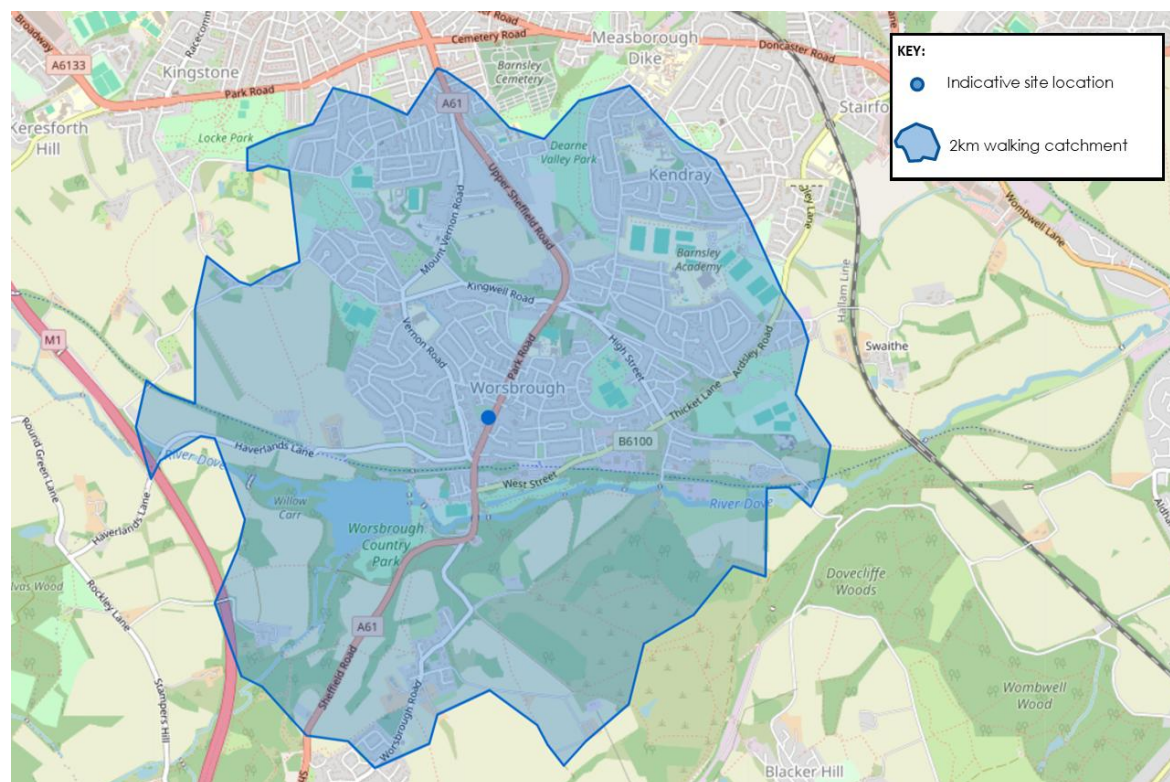 Broadway
A6133
Kingstone
Park Road
Keresforth
Hill
Locke Park
A61
Cemetery Road
Barnsley
Cemetery
Measborough
Dike
Doncaster Road
Dearne
Valley Park
Kendray
KEY:
Indicative site location
2km walking catchment
Upper Sheffield Road
Mount Vernon Road
Barnsley
Academy
Wombwell Lane
Hallam Line
Kingwell Road
Vernon Road
Park Road
High Street
Ardsley Road
Swaithe
M1
Worsbrough
Thicket Lane
B6100
Round Green Lane
River Dove
Haverlands Lane
West Street
River Dove
Willow
Carr
Haverlands Lane
Worsbrough
Country
Park
Dovecliffe
Woods
Rockley Lane
A61
Sheffield Road
Worsbrough Road
Stampers Hill
Wombwell
Wood
Blacker Hill